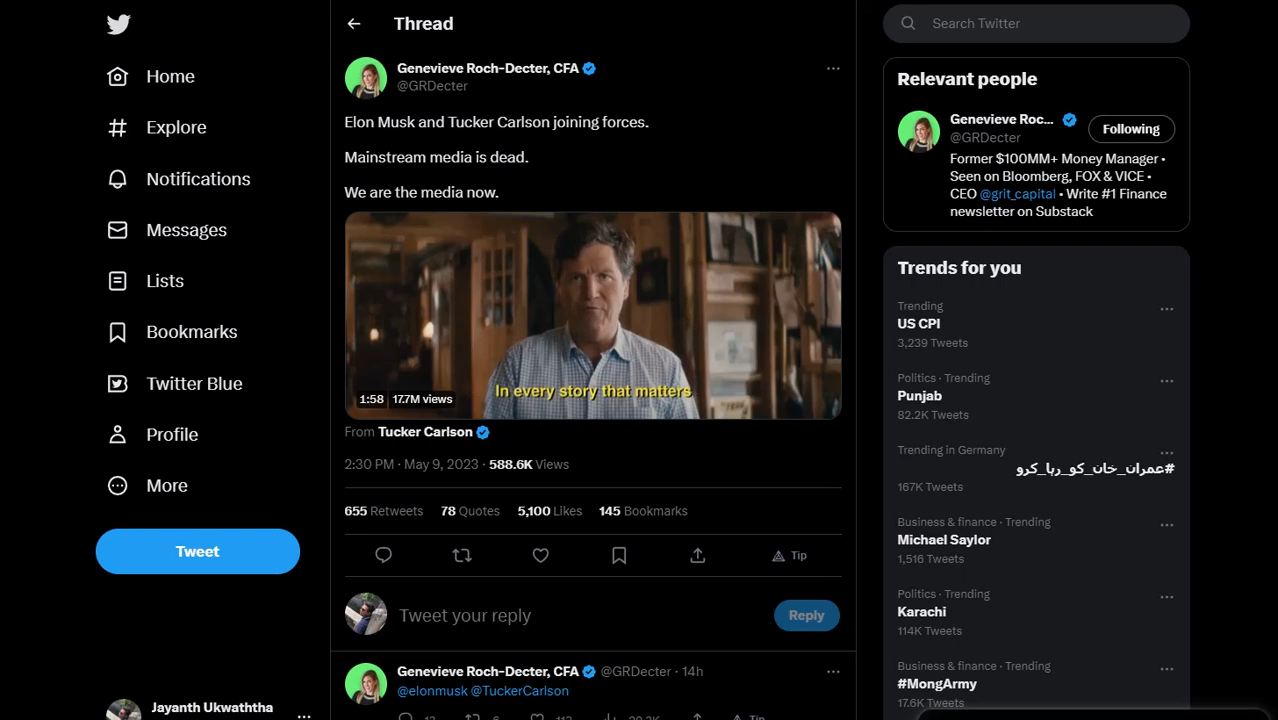 Home
Explore
Notifications
Messages
Lists
Bookmarks
Twitter Blue
Profile
More
Tweet
Jayanth Ukwaththa
Thread
Genevieve Roch-Decter, CFA
@GRDecter
Elon Musk and Tucker Carlson joining forces.
Mainstream media is dead.
We are the media now.
In every story that matters
1:58 17.7M views
From Tucker Carlson
2:30 PM · May 9, 2023 · 588.6K Views
655 Retweets 78 Quotes 5,100 Likes 145 Bookmarks
Tip
Tweet your reply
Reply
Genevieve Roch-Decter, CFA @GRDecter · 14h
@elonmusk @TuckerCarlson
Search Twitter
Relevant people
Genevieve Roc...
@GRDecter
Following
Former $100MM+ Money Manager •
Seen on Bloomberg, FOX & VICE •
CEO @grit_capital • Write #1 Finance
newsletter on Substack
Trends for you
Trending
US CPI
3,239 Tweets
Politics · Trending
Punjab
82.2K Tweets
Trending in Germany
#عمران_خان_کو_رہا_کرو
167K Tweets
Business & finance · Trending
Michael Saylor
1,516 Tweets
Politics · Trending
Karachi
114K Tweets
Business & finance · Trending
#MongArmy
17.6K Tweets